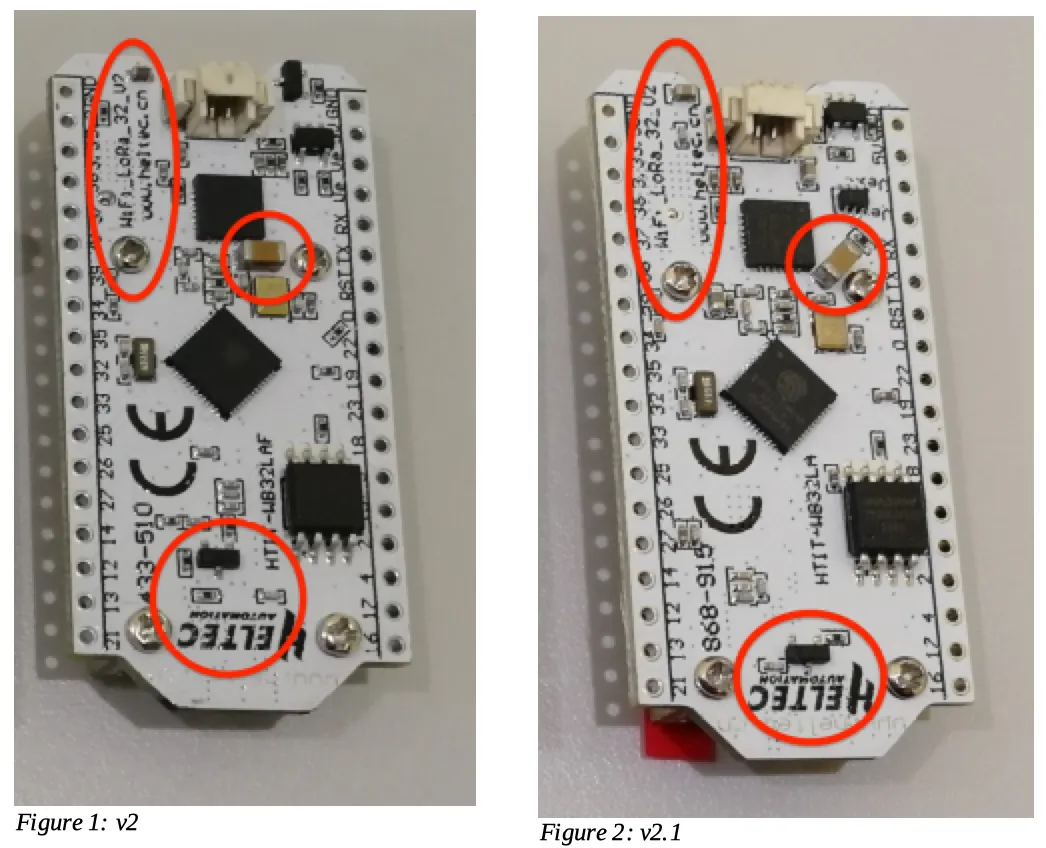 GND
WiFi_LoRa_32_V2
www.heltec.cn
5V GND
Ve
Ve
RX
TX
RST
0
22
19
23
18
4
17
16
35
34
32
33
25
26
27
14
12
13
21
433-510
HTIT-WB32LAF
HELTEC
AUTOMATION
CE
Figure 1: v2
WiFi_LoRa_32_V2
www.heltec.cn
5V
RX
TX
RST
0
22
19
23
18
2
4
17
16
37
38
34
35
32
33
25
26
27
14
12
13
21
868-915
HTIT-WB32LA
HELTEC
AUTOMATION
CE
Figure 2: v2.1